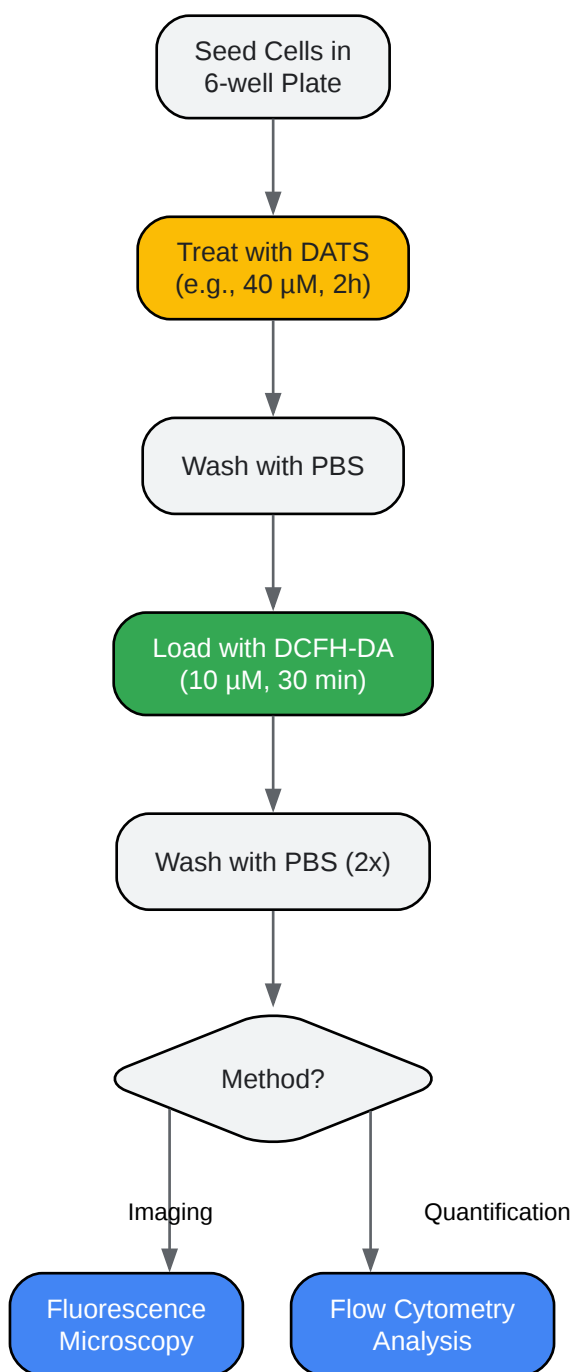 Seed Cells in
6-well Plate
Treat with DATS
(e.g., 40 µM, 2h)
Wash with PBS
Load with DCFH-DA
(10 µM, 30 min)
Wash with PBS (2x)
Method?
Imaging
Quantification
Fluorescence
Microscopy
Flow Cytometry
Analysis